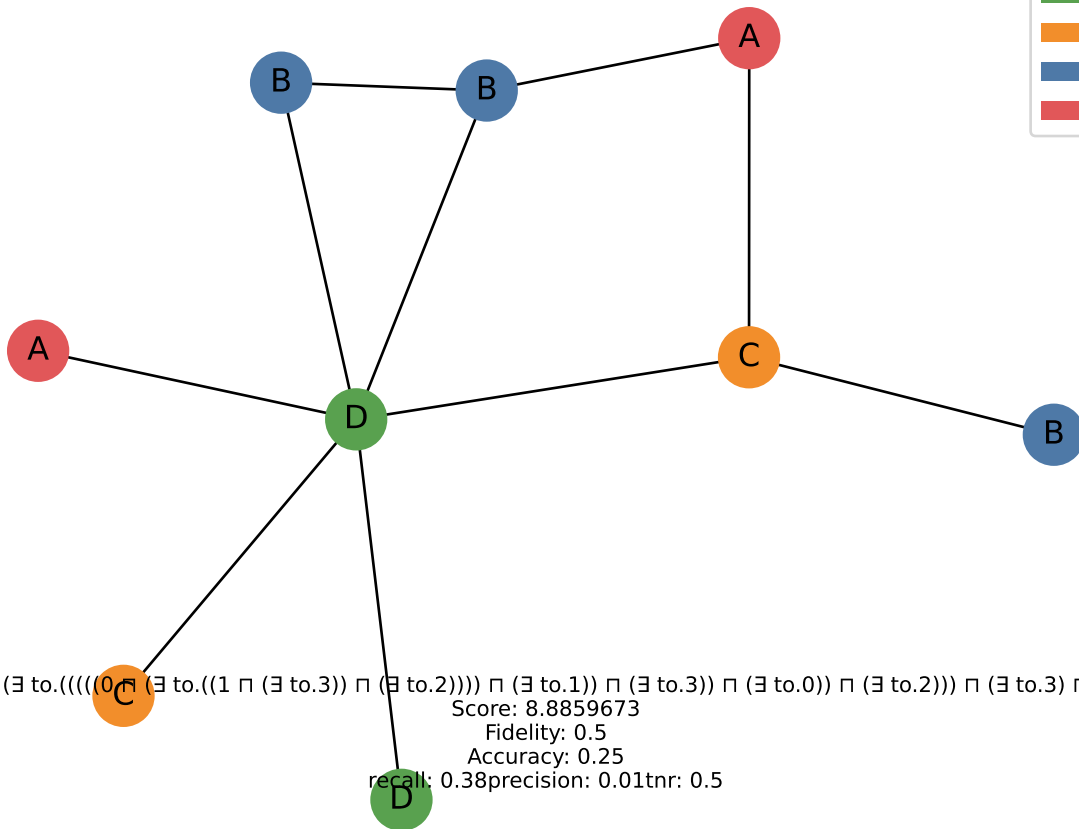 A
B
B
A
C
D
B
(∃ to.(((((0 ⊓ (∃ to.((1 ⊓ (∃ to.3)) ⊓ (∃ to.2)))) ⊓ (∃ to.1)) ⊓ (∃ to.3)) ⊓ (∃ to.0)) ⊓ (∃ to.2))) ⊓ (∃ to.3) ⊓
C
Score: 8.8859673
Fidelity: 0.5
Accuracy: 0.25
recall: 0.38precision: 0.01tnr: 0.5
D